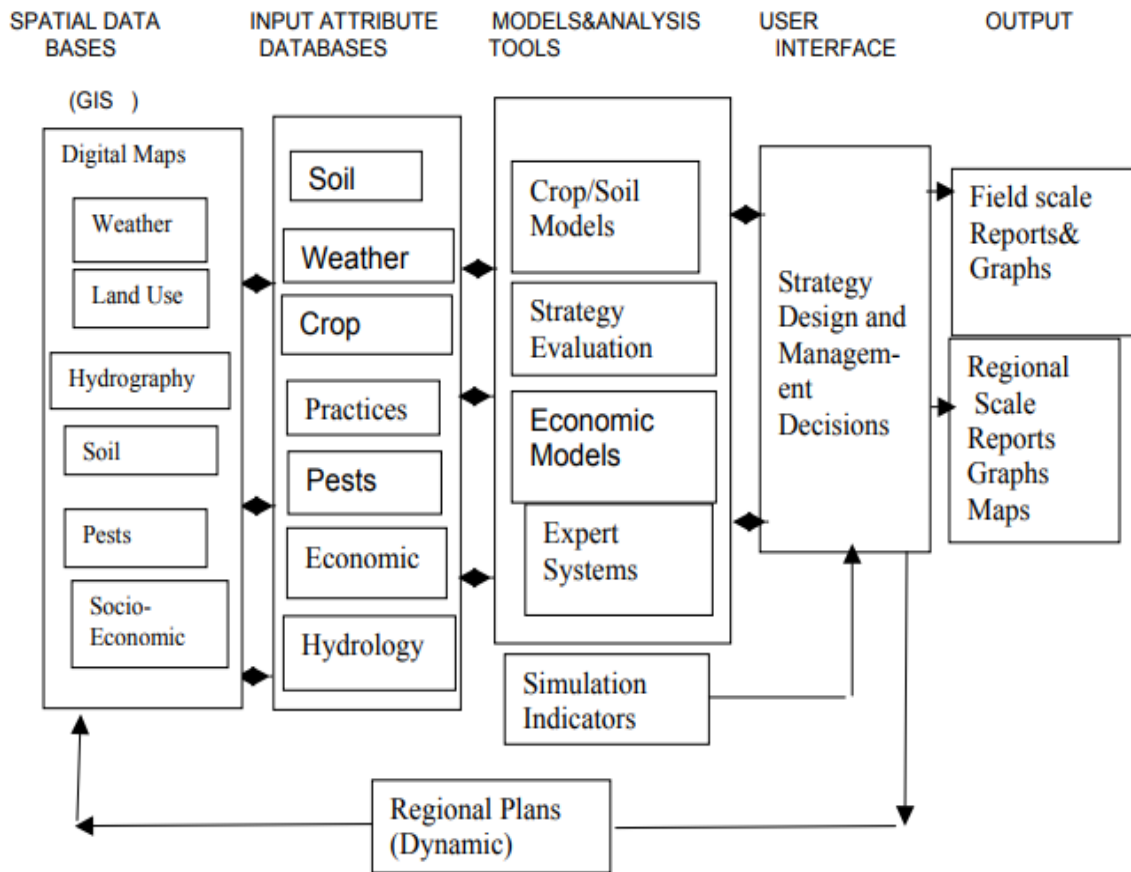 SPATIAL DATA
BASES
(GIS )
INPUT ATTRIBUTE
DATABASES
MODELS&ANALYSIS
TOOLS
USER
INTERFACE
OUTPUT
Digital Maps
Weather
Land Use
Hydrography
Soil
Pests
Socio-
Economic
Soil
Weather
Crop
Practices
Pests
Economic
Hydrology
Crop/Soil
Models
Strategy
Evaluation
Economic
Models
Expert
Systems
Simulation
Indicators
Strategy
Design and
Managem-
ent
Decisions
Field scale
Reports&
Graphs
Regional
Scale
Reports
Graphs
Maps
Regional Plans
(Dynamic)